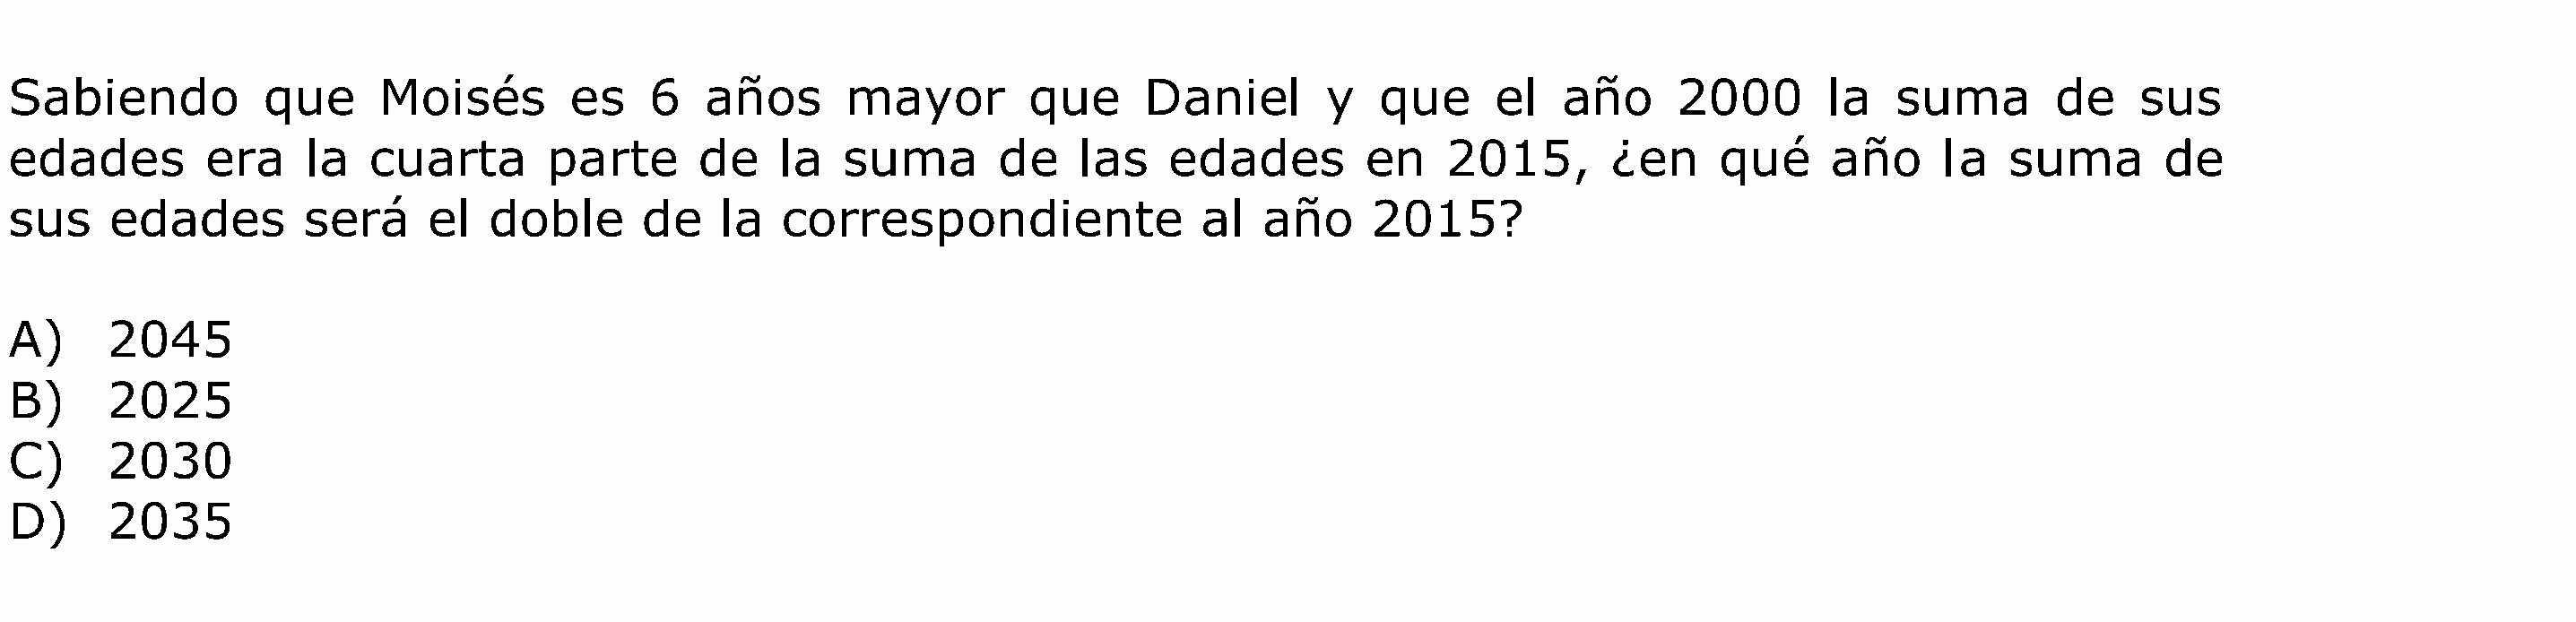 Sabiendo que Moisés es 6 años mayor que Daniel y que el año 2000 la suma de sus
edades era la cuarta parte de la suma de las edades en 2015, ¿en qué año la suma de
sus edades será el doble de la correspondiente al año 2015?
A) 2045
B) 2025
C) 2030
D) 2035